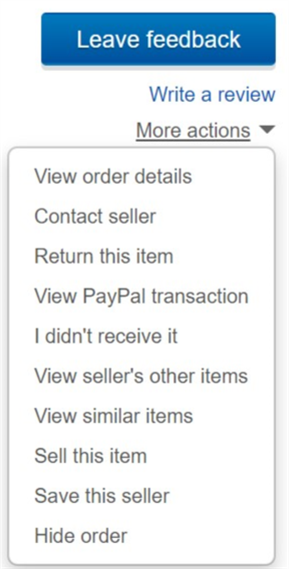 Leave feedback
Write a review
More actions
View order details
Contact seller
Return this item
View PayPal transaction
I didn't receive it
View seller's other items
View similar items
Sell this item
Save this seller
Hide order